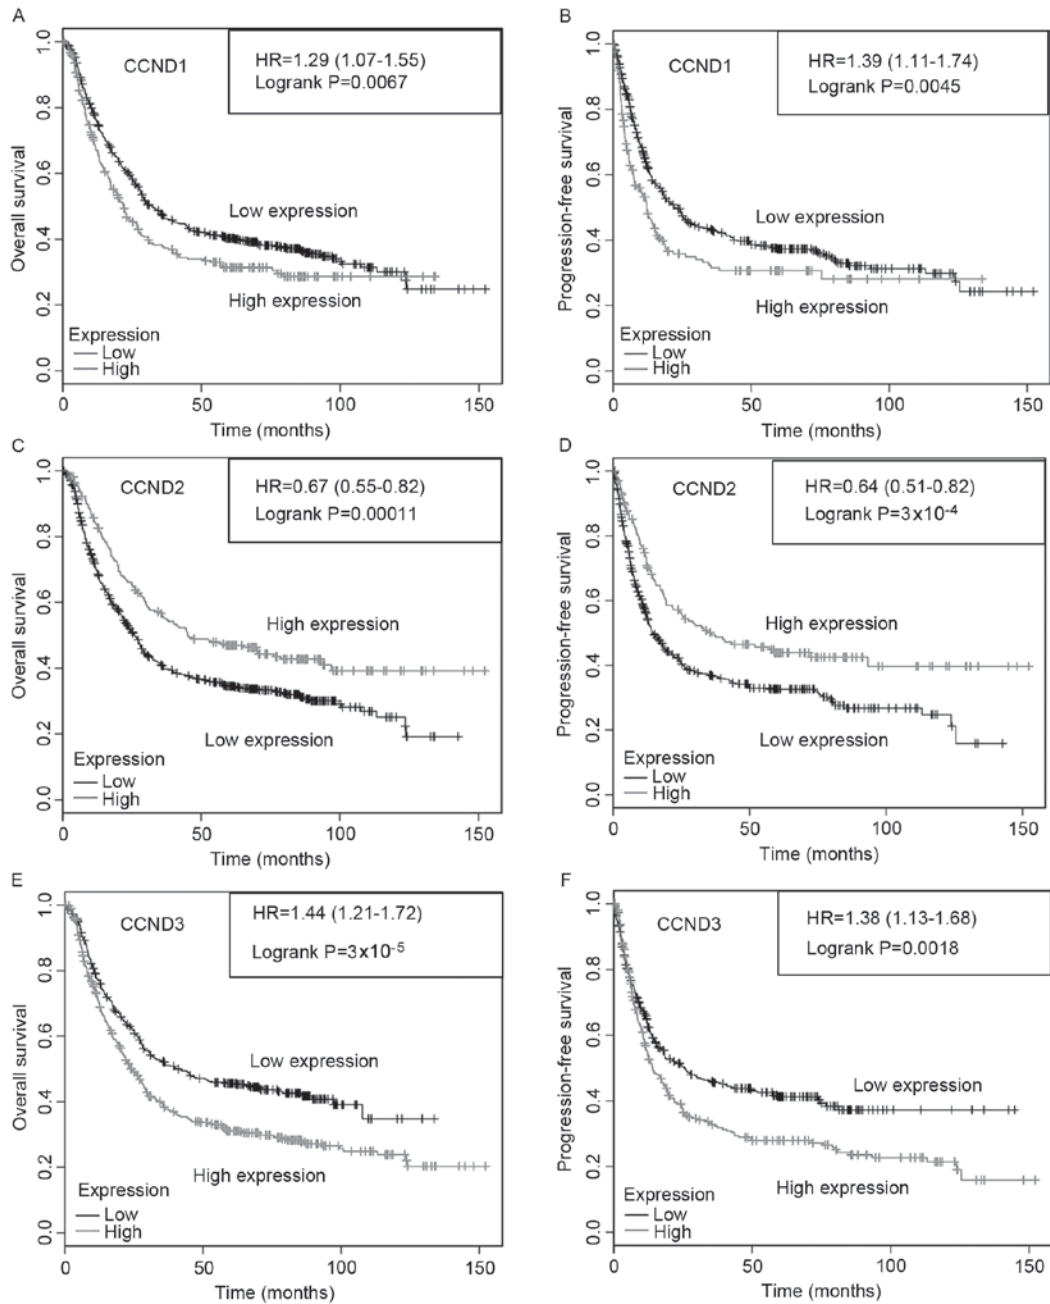 A
CCND1
HR=1.29 (1.07-1.55)
Logrank P=0.0067
Overall survival
1.0
0.8
0.6
0.4
0.2
0.0
Low expression
High expression
Expression
Low
High
0 50 100 150
Time (months)
B
CCND1
HR=1.39 (1.11-1.74)
Logrank P=0.0045
Progression-free survival
1.0
0.8
0.6
0.4
0.2
0.0
Low expression
High expression
Expression
Low
High
0 50 100 150
Time (months)
C
CCND2
HR=0.67 (0.55-0.82)
Logrank P=0.00011
Overall survival
1.0
0.8
0.6
0.4
0.2
0.0
High expression
Low expression
Expression
Low
High
0 50 100 150
Time (months)
D
CCND2
HR=0.64 (0.51-0.82)
Logrank P=3x10⁻⁴
Progression-free survival
1.0
0.8
0.6
0.4
0.2
0.0
High expression
Low expression
Expression
Low
High
0 50 100 150
Time (months)
E
CCND3
HR=1.44 (1.21-1.72)
Logrank P=3x10⁻⁵
Overall survival
1.0
0.8
0.6
0.4
0.2
0.0
Low expression
High expression
Expression
Low
High
0 50 100 150
Time (months)
F
CCND3
HR=1.38 (1.13-1.68)
Logrank P=0.0018
Progression-free survival
1.0
0.8
0.6
0.4
0.2
0.0
Low expression
High expression
Expression
Low
High
0 50 100 150
Time (months)